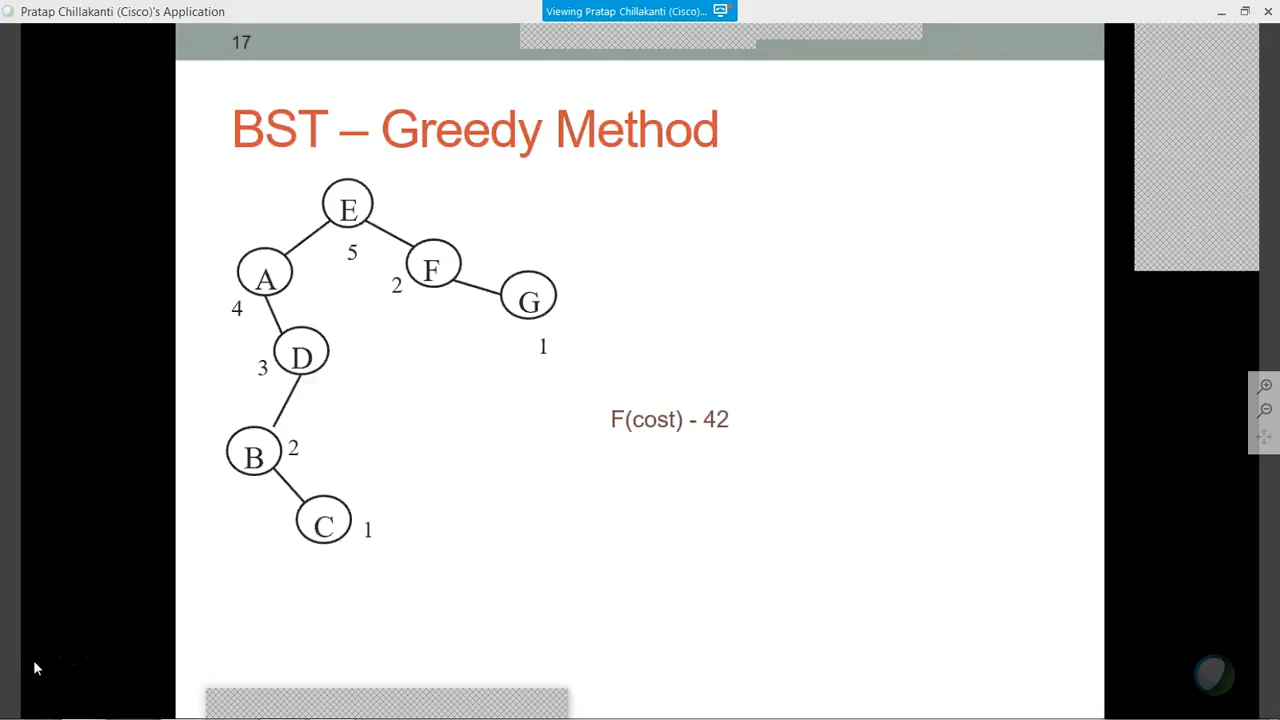 Pratap Chillakanti (Cisco)'s Application
Viewing Pratap Chillakanti (Cisco)...
17
BST – Greedy Method
E
5
A
4
F
2
G
1
D
3
F(cost) - 42
B
2
C
1